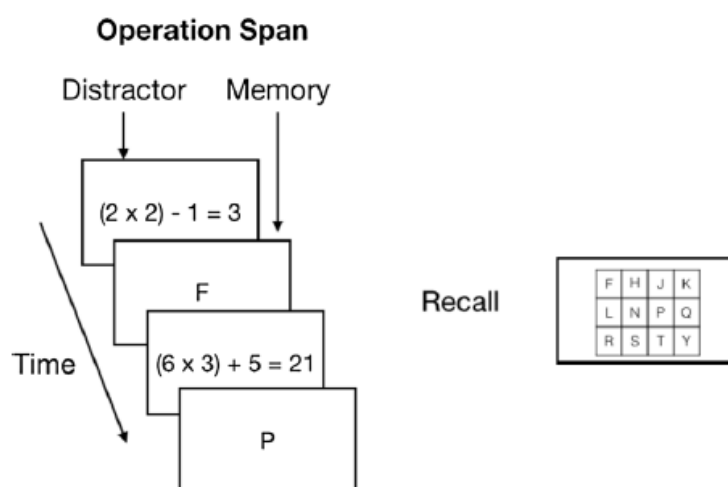 Operation Span
Distractor Memory
(2 x 2) - 1 = 3
F
(6 x 3) + 5 = 21
P
Time
Recall
F H J K
L N P Q
R S T Y